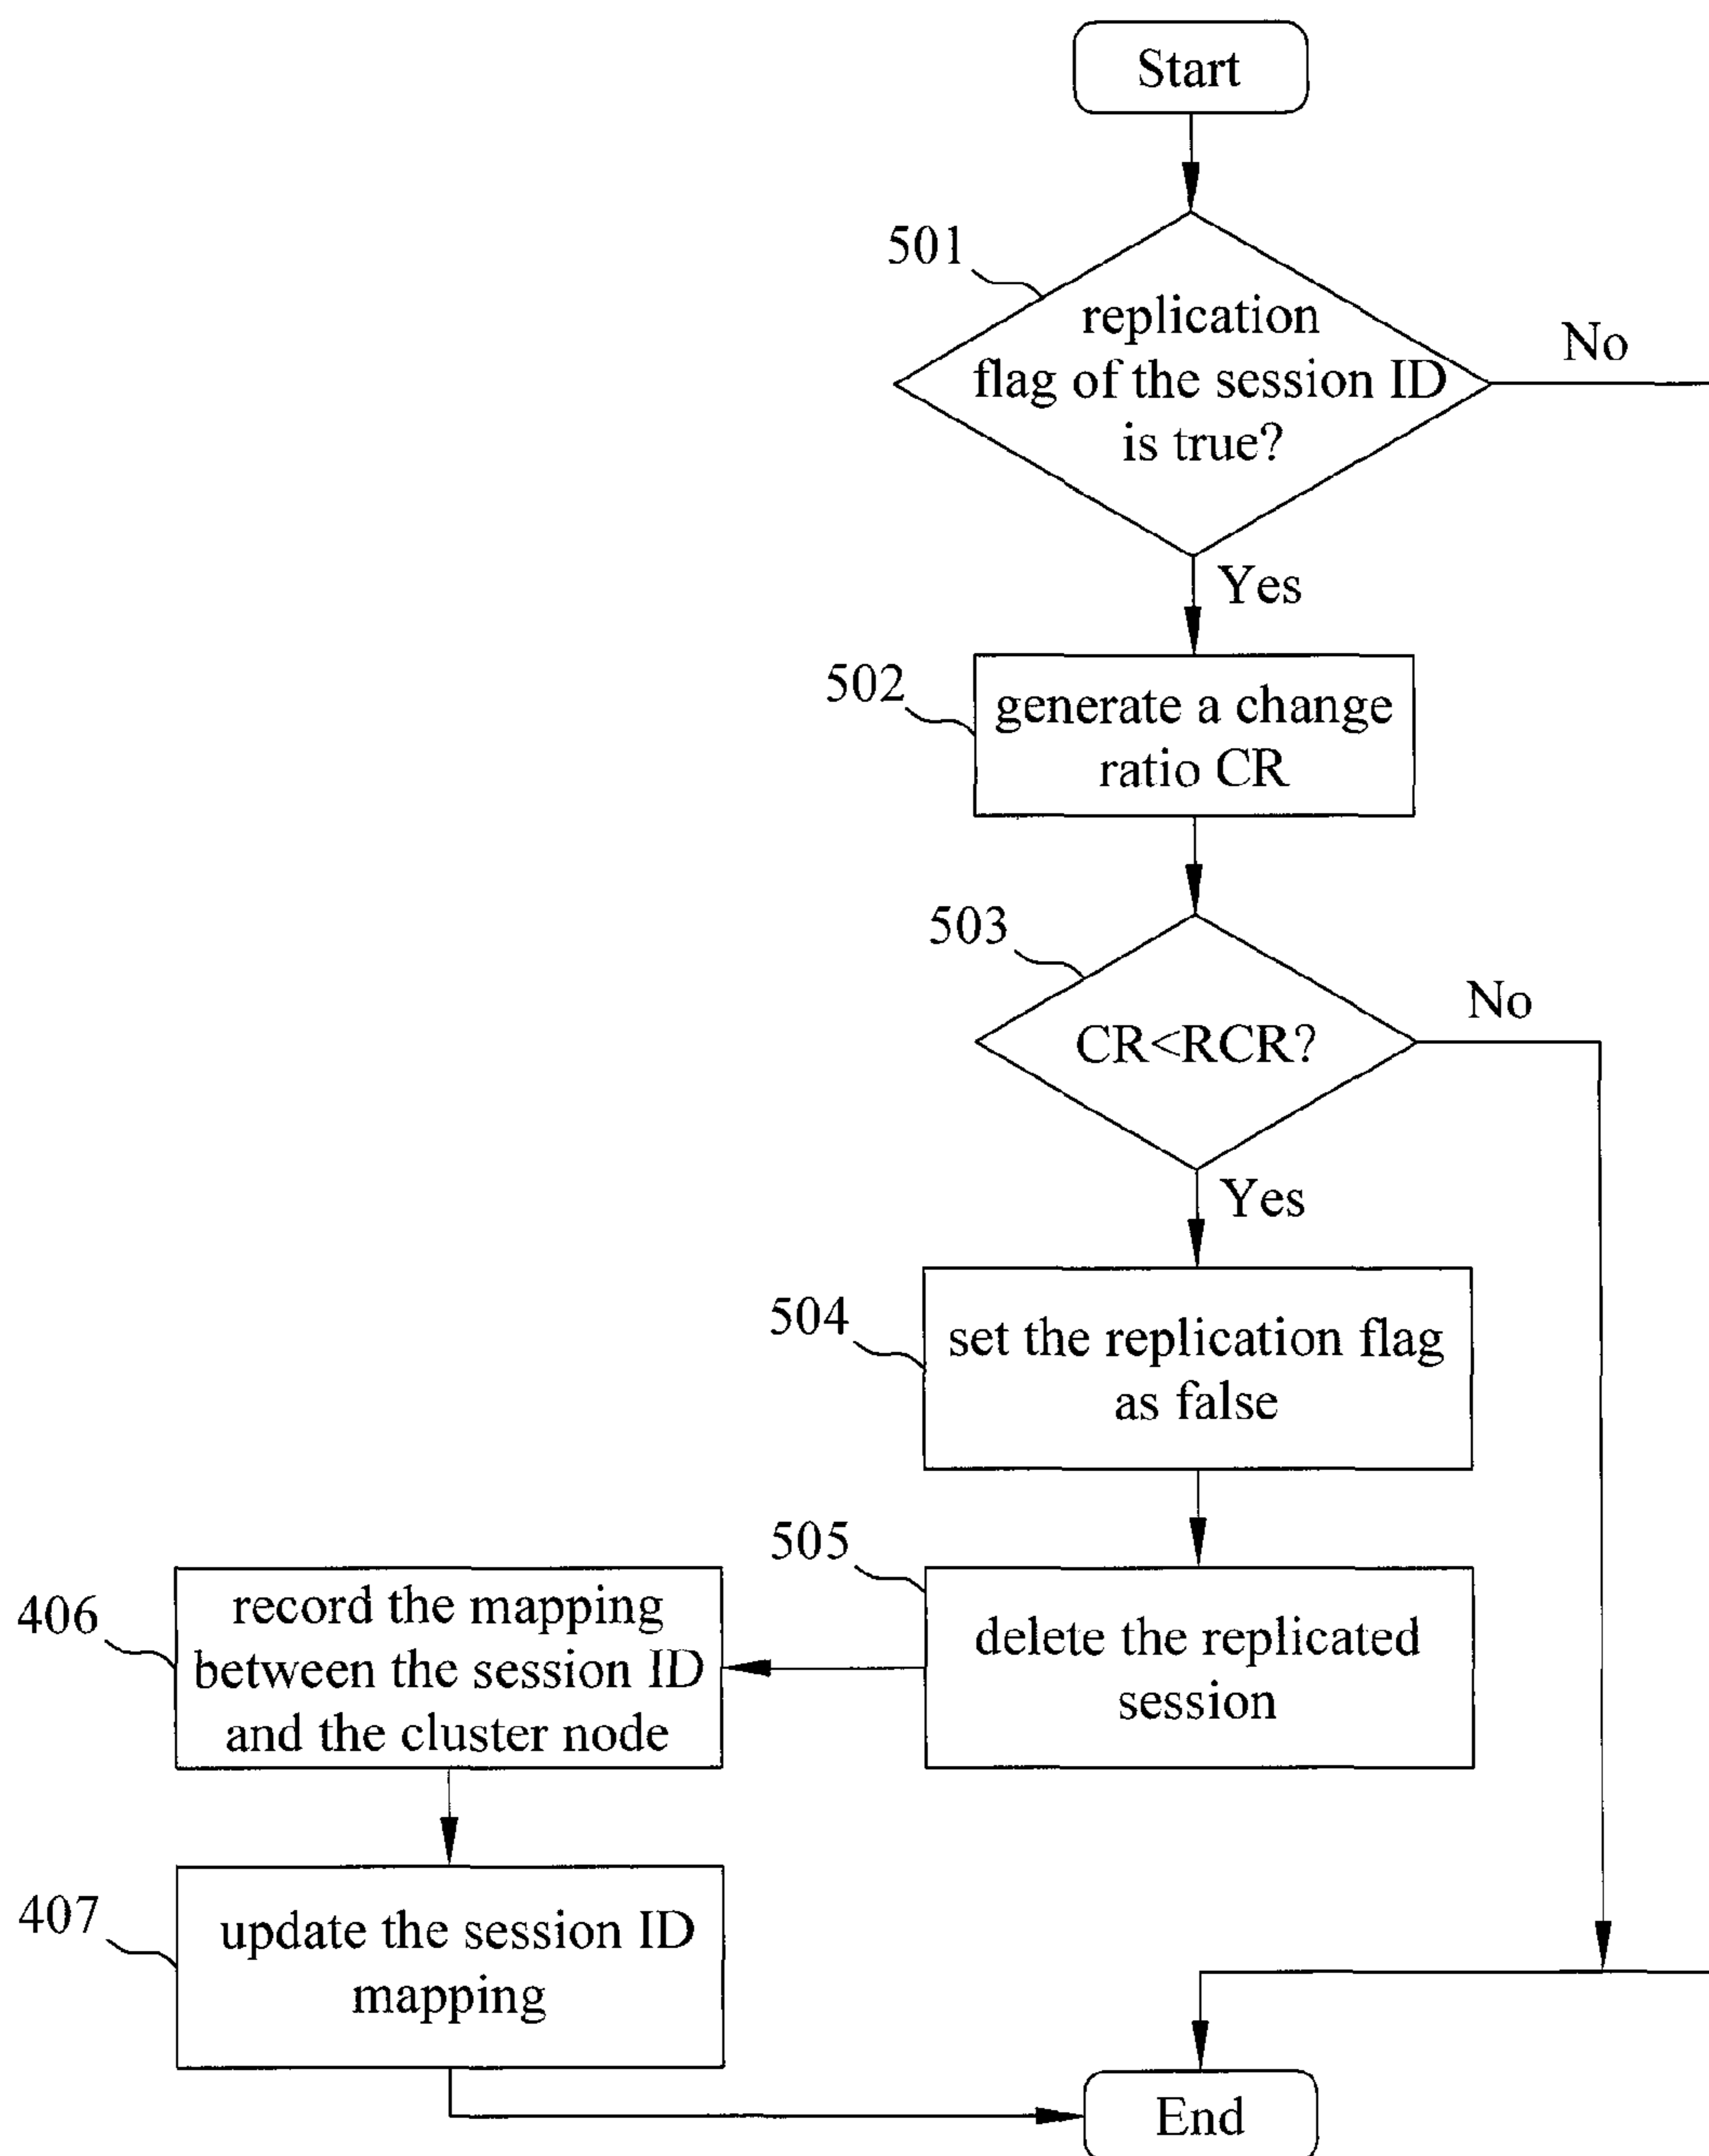 Start
501
replication
flag of the session ID
is true?
No
Yes
502
generate a change
ratio CR
503
CR<RCR?
No
Yes
504
set the replication flag
as false
505
delete the replicated
session
406
record the mapping
between the session ID
and the cluster node
407
update the session ID
mapping
End